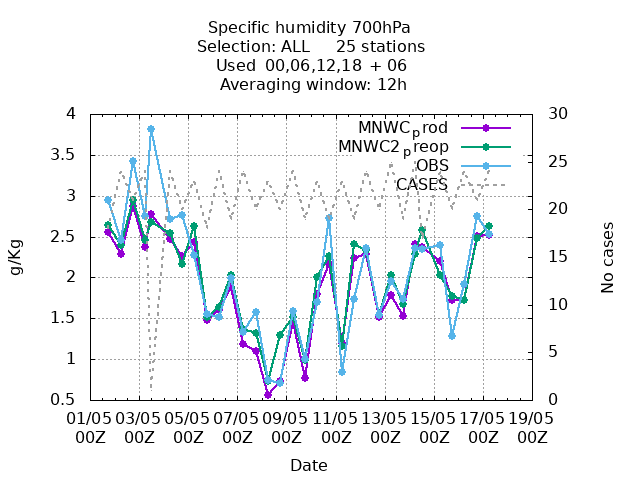 Specific humidity 700hPa
Selection: ALL 25 stations
Used 00,06,12,18 + 06
Averaging window: 12h
4
3.5
3
2.5
2
1.5
1
0.5
g/Kg
30
25
20
15
10
5
0
No cases
MNWCprod
MNWC2preop
OBS
CASES
01/05 03/05 05/05 07/05 09/05 11/05 13/05 15/05 17/05 19/05
00Z 00Z 00Z 00Z 00Z 00Z 00Z 00Z 00Z 00Z
Date